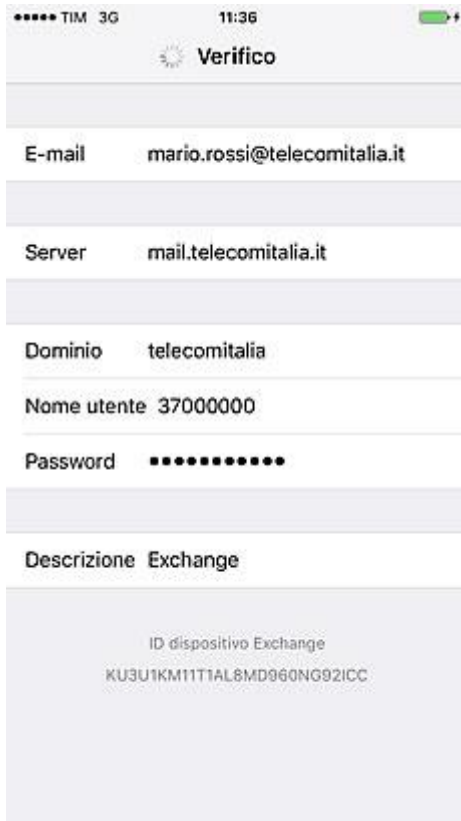 TIM 3G 11:36
Verifico
E-mail mario.rossi@telecomitalia.it
Server mail.telecomitalia.it
Dominio telecomitalia
Nome utente 37000000
Password •••••••••••
Descrizione Exchange
ID dispositivo Exchange
KU3U1KM11T1AL8MD960NG92ICC